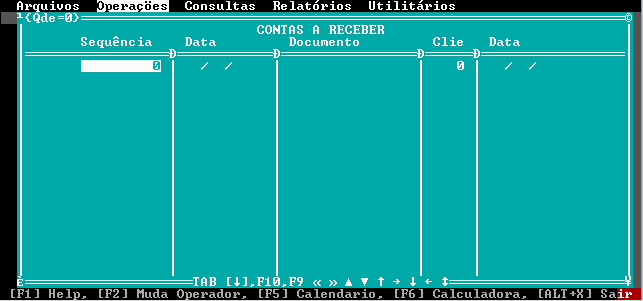 Arquivos Operações Consultas Relatórios Utilitários
(Qde=0)
CONTAS A RECEBER
Sequência Data Documento Clie Data
0 / / 0 / /
TAB [↓],F10,F9 « » ▲ ▼ ↑ → ↓ ← ↕
[F1] Help, [F2] Muda Operador, [F5] Calendario, [F6] Calculadora, [ALT+X] Sair